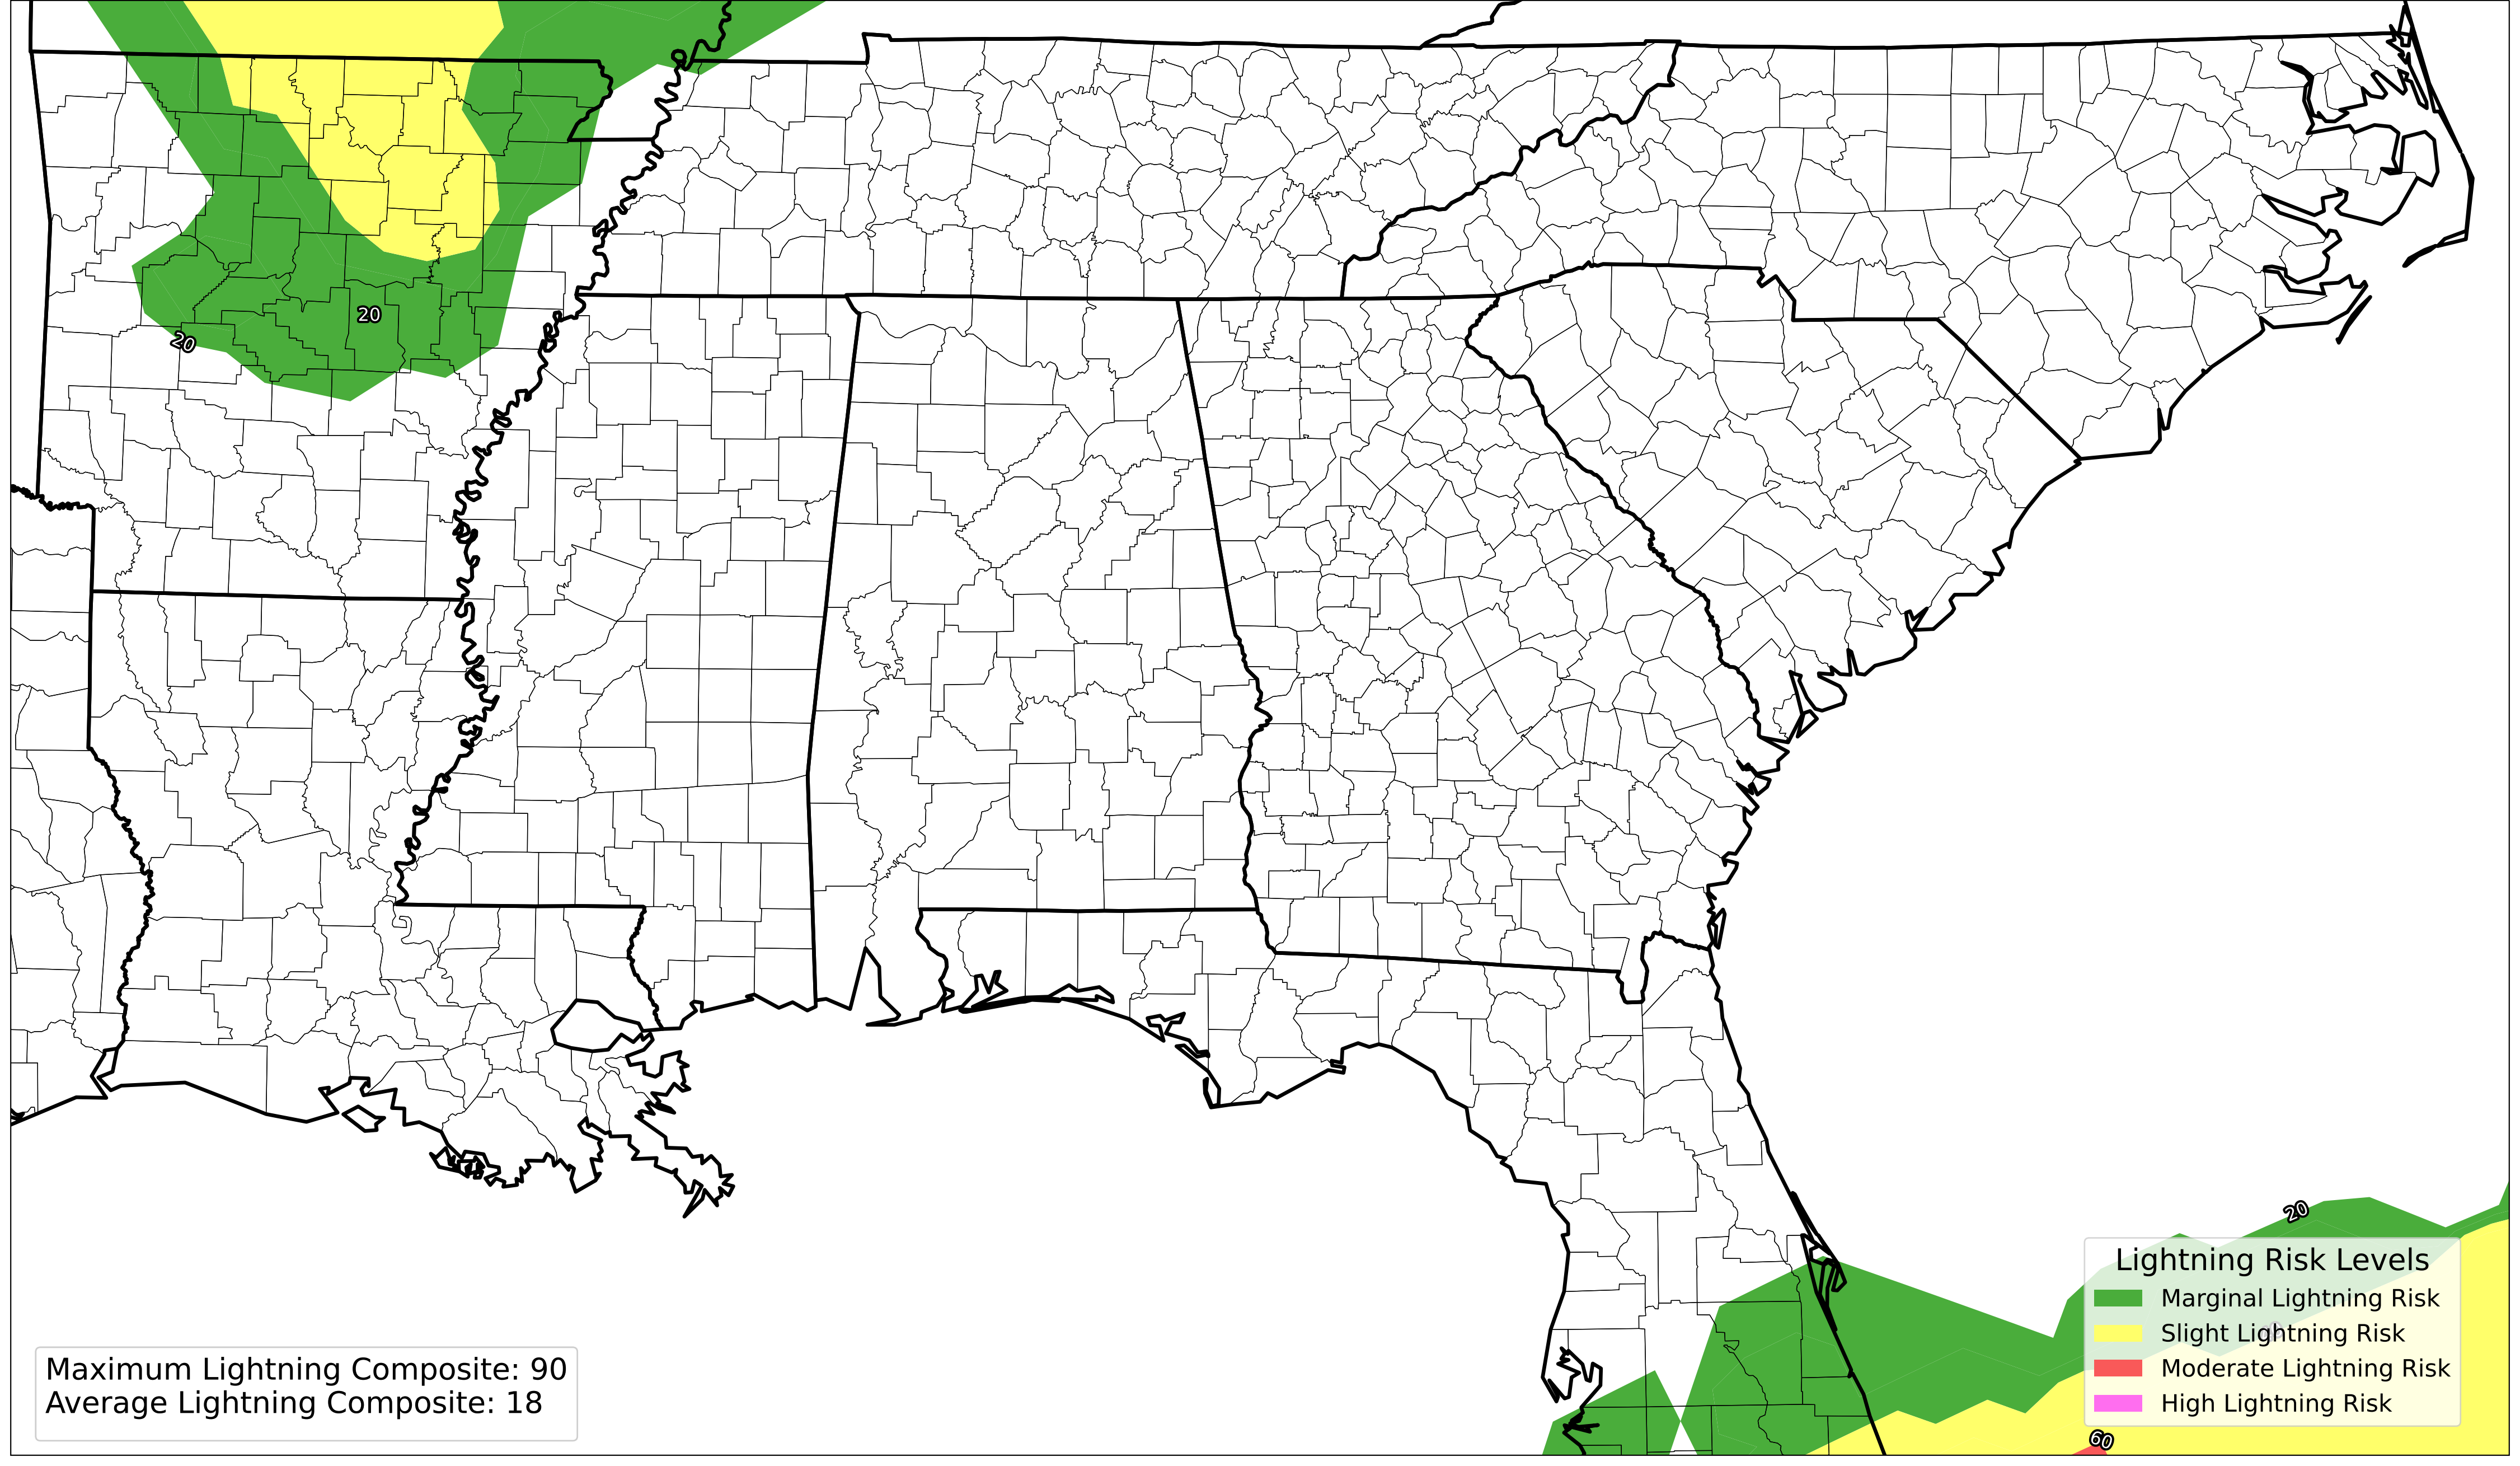 20
20
20
Lightning Risk Levels
Marginal Lightning Risk
Slight Lightning Risk
Moderate Lightning Risk
High Lightning Risk
Maximum Lightning Composite: 90
Average Lightning Composite: 18
60